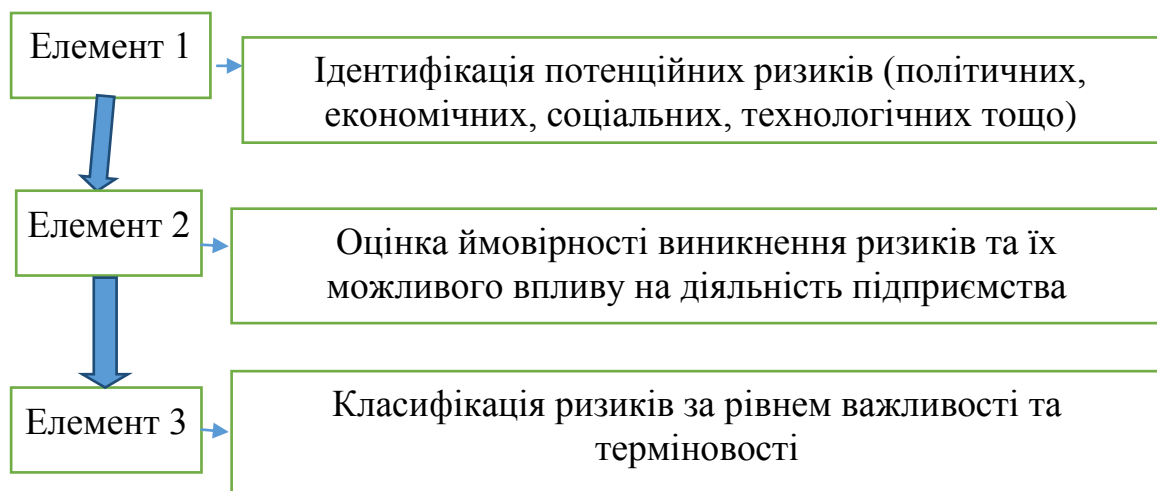 Елемент 1
Ідентифікація потенційних ризиків (політичних,
економічних, соціальних, технологічних тощо)
Елемент 2
Оцінка ймовірності виникнення ризиків та їх
можливого впливу на діяльність підприємства
Елемент 3
Класифікація ризиків за рівнем важливості та
терміновості